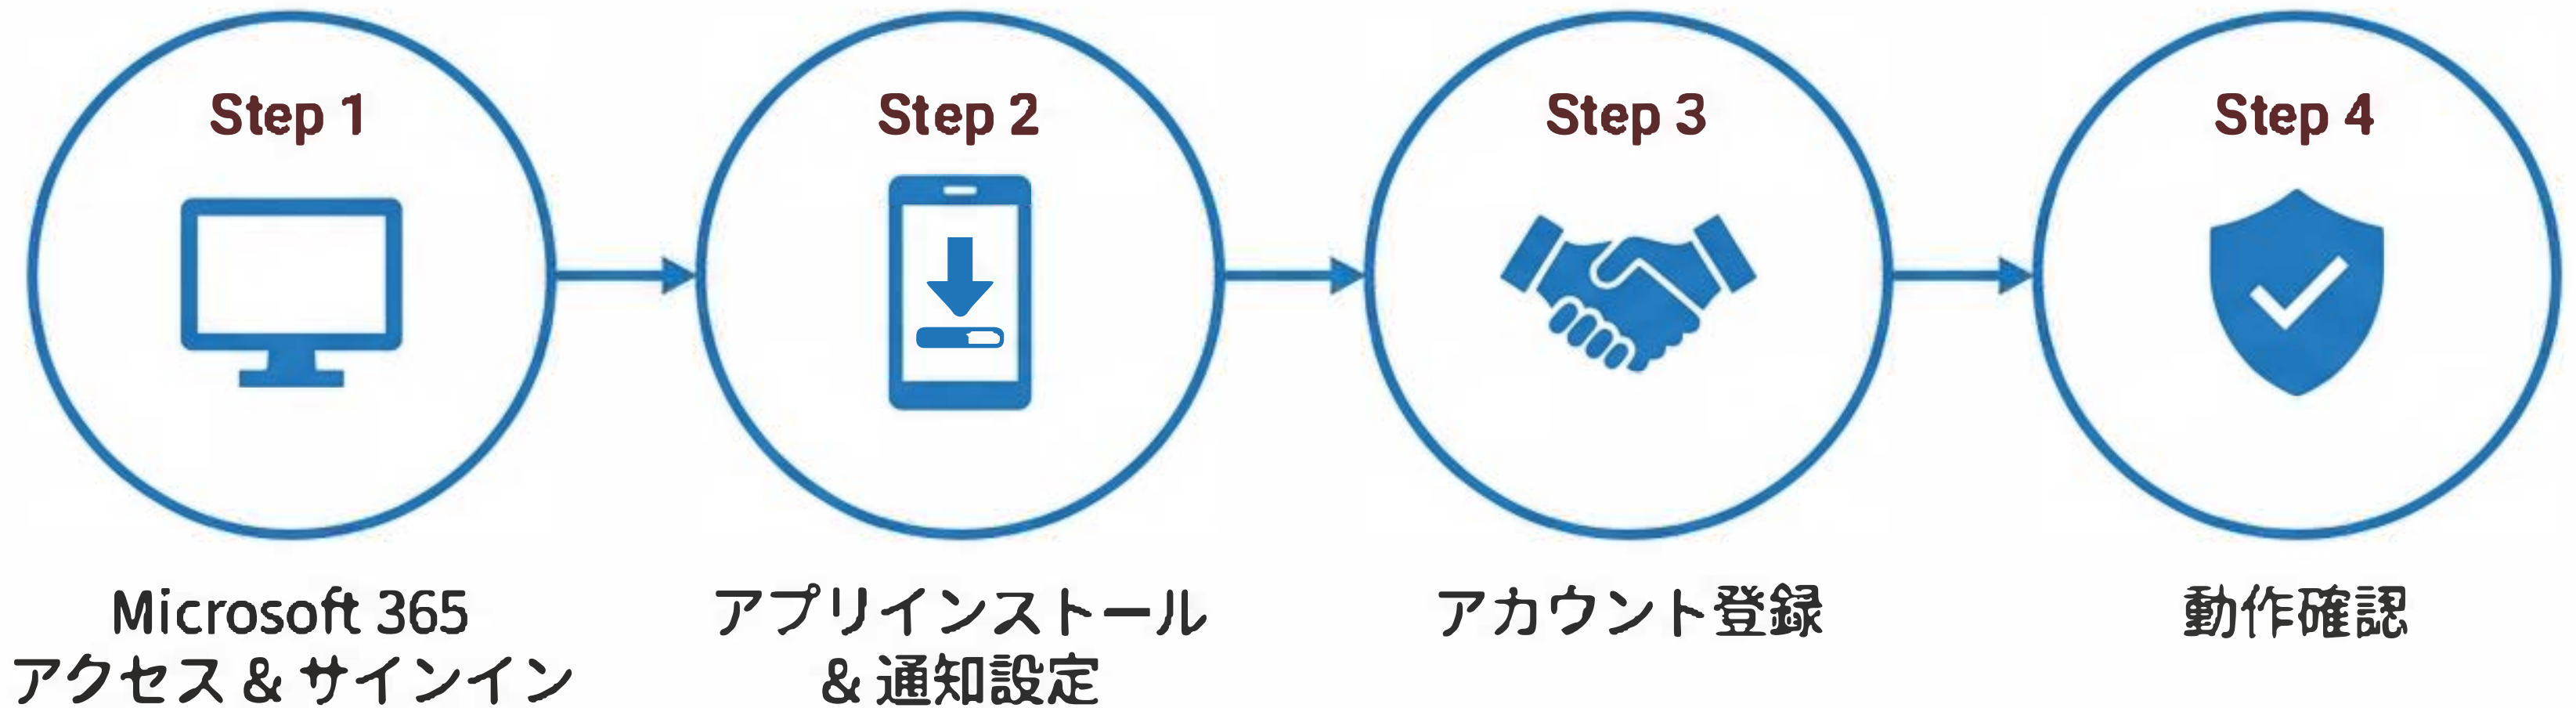 Step 1
Step 2
Step 3
Step 4
Microsoft 365
アクセス & サインイン
アプリインストール
& 通知設定
アカウント登録
動作確認